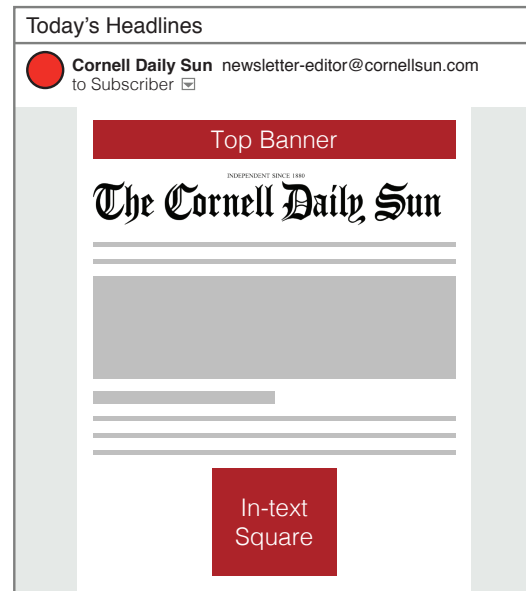 Today's Headlines
Cornell Daily Sun newsletter-editor@cornellsun.com
to Subscriber
Top Banner
INDEPENDENT SINCE 1880
The Cornell Daily Sun
In-text
Square